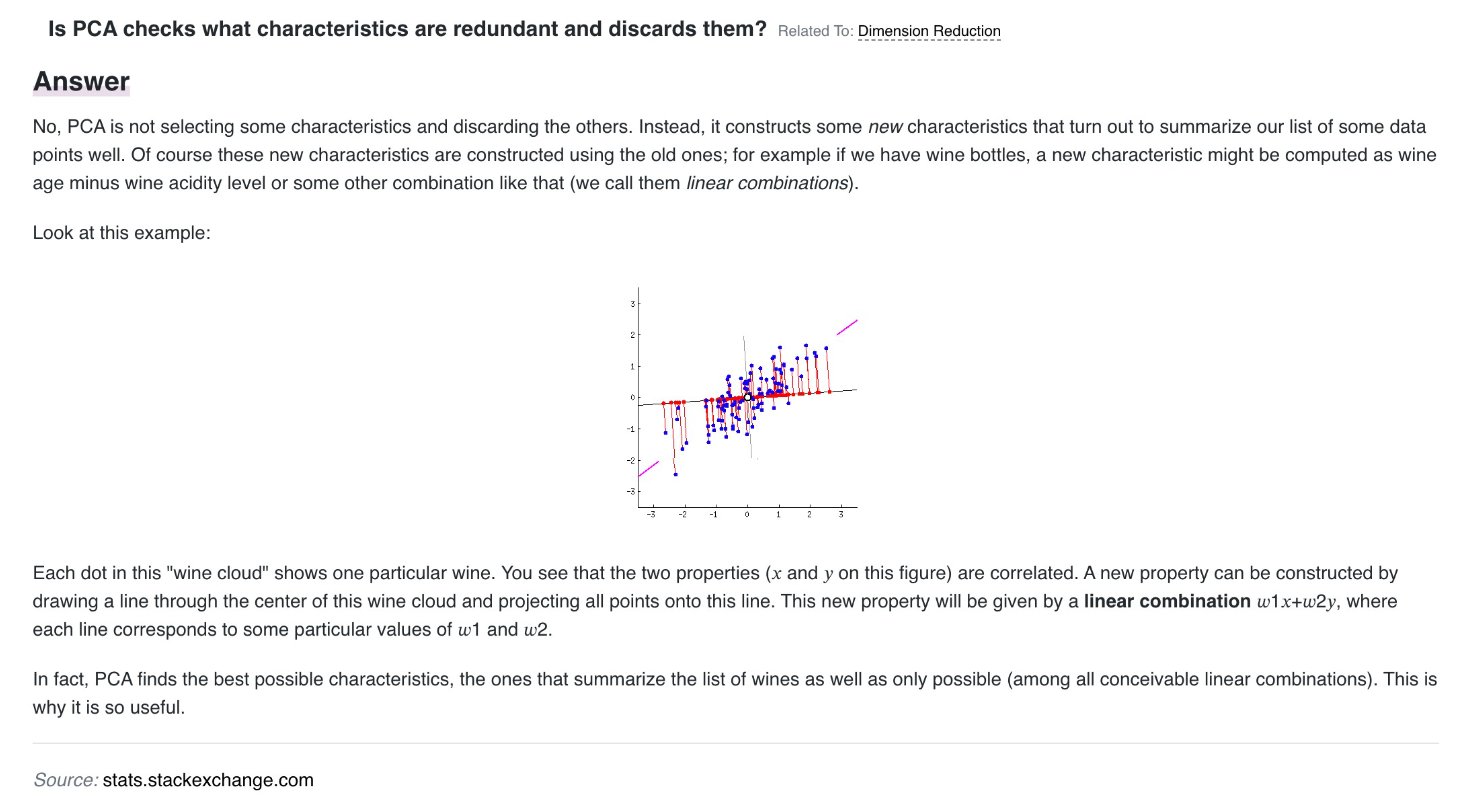 Is PCA checks what characteristics are redundant and discards them? Related To: Dimension Reduction
Answer
No, PCA is not selecting some characteristics and discarding the others. Instead, it constructs some new characteristics that turn out to summarize our list of some data
points well. Of course these new characteristics are constructed using the old ones; for example if we have wine bottles, a new characteristic might be computed as wine
age minus wine acidity level or some other combination like that (we call them linear combinations).
Look at this example:
3
2
1
0
-1
-2
-3
-3 -2 -1 0 1 2 3
Each dot in this "wine cloud" shows one particular wine. You see that the two properties (x and y on this figure) are correlated. A new property can be constructed by
drawing a line through the center of this wine cloud and projecting all points onto this line. This new property will be given by a linear combination w1x+w2y, where
each line corresponds to some particular values of w1 and w2.
In fact, PCA finds the best possible characteristics, the ones that summarize the list of wines as well as only possible (among all conceivable linear combinations). This is
why it is so useful.
Source: stats.stackexchange.com